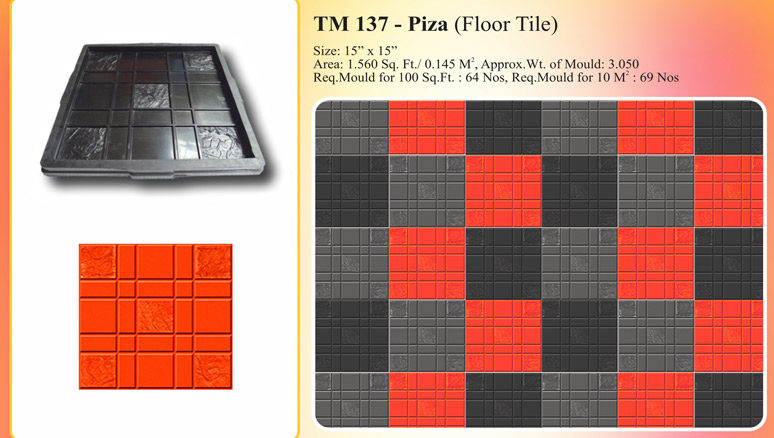 TM 137 - Piza (Floor Tile)
Size: 15” x 15”
Area: 1.560 Sq. Ft./ 0.145 M², Approx.Wt. of Mould: 3.050
Req.Mould for 100 Sq.Ft. : 64 Nos, Req.Mould for 10 M² : 69 Nos